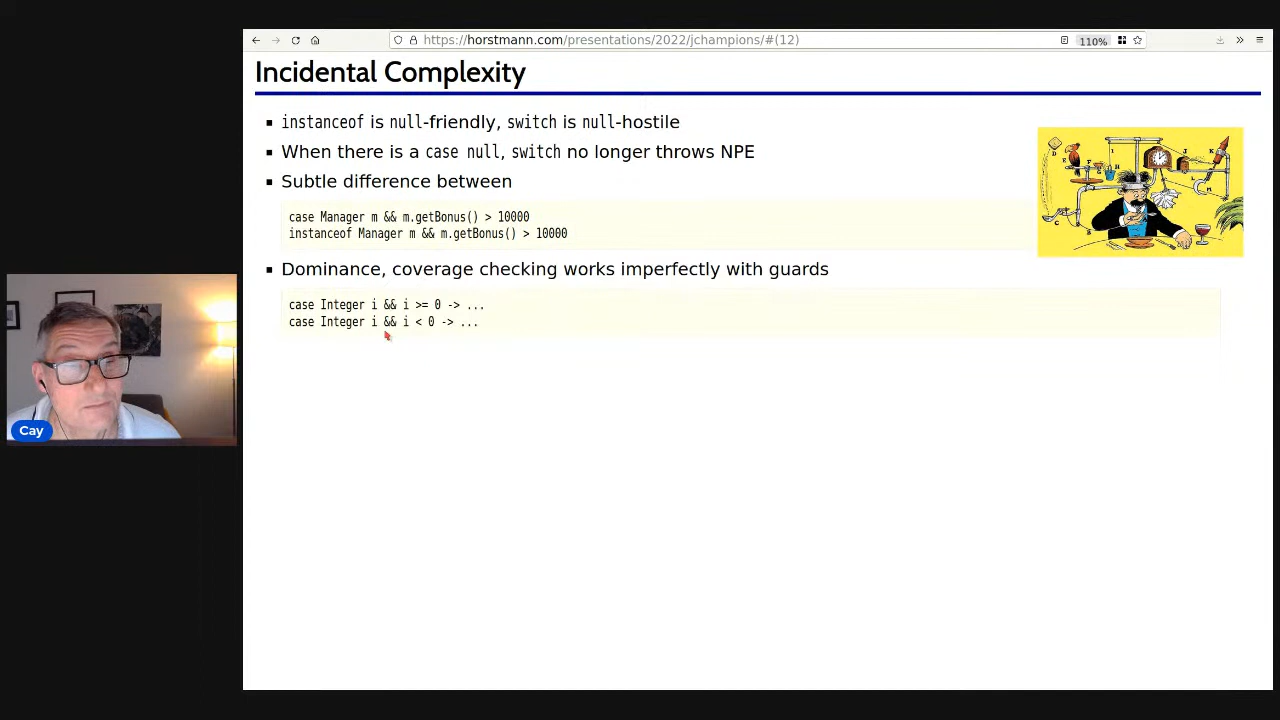 https://horstmann.com/presentations/2022/jchampions/#(12)
110%
Incidental Complexity
instanceof is null-friendly, switch is null-hostile
When there is a case null, switch no longer throws NPE
Subtle difference between
case Manager m && m.getBonus() > 10000
instanceof Manager m && m.getBonus() > 10000
Dominance, coverage checking works imperfectly with guards
case Integer i && i >= 0 -> ...
case Integer i && i < 0 -> ...
Cay